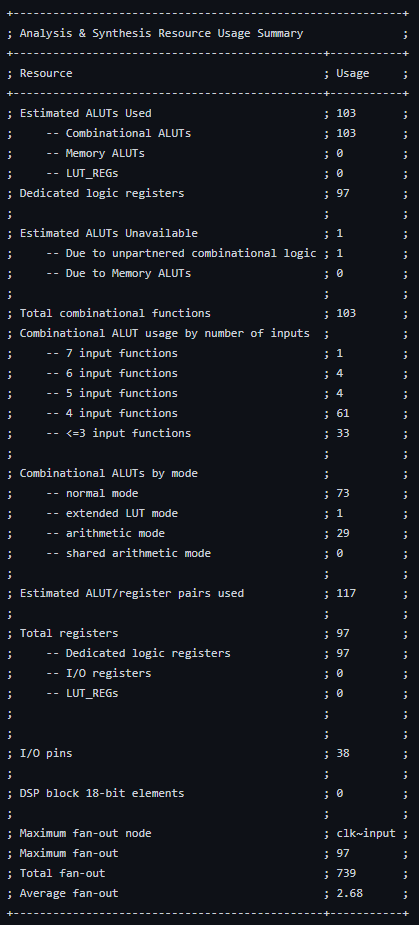 +-----------------------------------------------+-----------+
; Analysis & Synthesis Resource Usage Summary               ;
+-----------------------------------------------+-----------+
; Resource                                      ; Usage     ;
+-----------------------------------------------+-----------+
; Estimated ALUTs Used                          ; 103       ;
;     -- Combinational ALUTs                    ; 103       ;
;     -- Memory ALUTs                           ; 0         ;
;     -- LUT_REGs                               ; 0         ;
; Dedicated logic registers                     ; 97        ;
;                                               ;           ;
; Estimated ALUTs Unavailable                   ; 1         ;
;     -- Due to unpartnered combinational logic ; 1         ;
;     -- Due to Memory ALUTs                    ; 0         ;
;                                               ;           ;
; Total combinational functions                 ; 103       ;
; Combinational ALUT usage by number of inputs  ;           ;
;     -- 7 input functions                      ; 1         ;
;     -- 6 input functions                      ; 4         ;
;     -- 5 input functions                      ; 4         ;
;     -- 4 input functions                      ; 61        ;
;     -- <=3 input functions                    ; 33        ;
;                                               ;           ;
; Combinational ALUTs by mode                   ;           ;
;     -- normal mode                            ; 73        ;
;     -- extended LUT mode                      ; 1         ;
;     -- arithmetic mode                        ; 29        ;
;     -- shared arithmetic mode                 ; 0         ;
;                                               ;           ;
; Estimated ALUT/register pairs used            ; 117       ;
;                                               ;           ;
; Total registers                               ; 97        ;
;     -- Dedicated logic registers              ; 97        ;
;     -- I/O registers                          ; 0         ;
;     -- LUT_REGs                               ; 0         ;
;                                               ;           ;
;                                               ;           ;
; I/O pins                                      ; 38        ;
;                                               ;           ;
; DSP block 18-bit elements                     ; 0         ;
;                                               ;           ;
; Maximum fan-out node                          ; clk~input ;
; Maximum fan-out                               ; 97        ;
; Total fan-out                                 ; 739       ;
; Average fan-out                               ; 2.68      ;
+-----------------------------------------------+-----------+